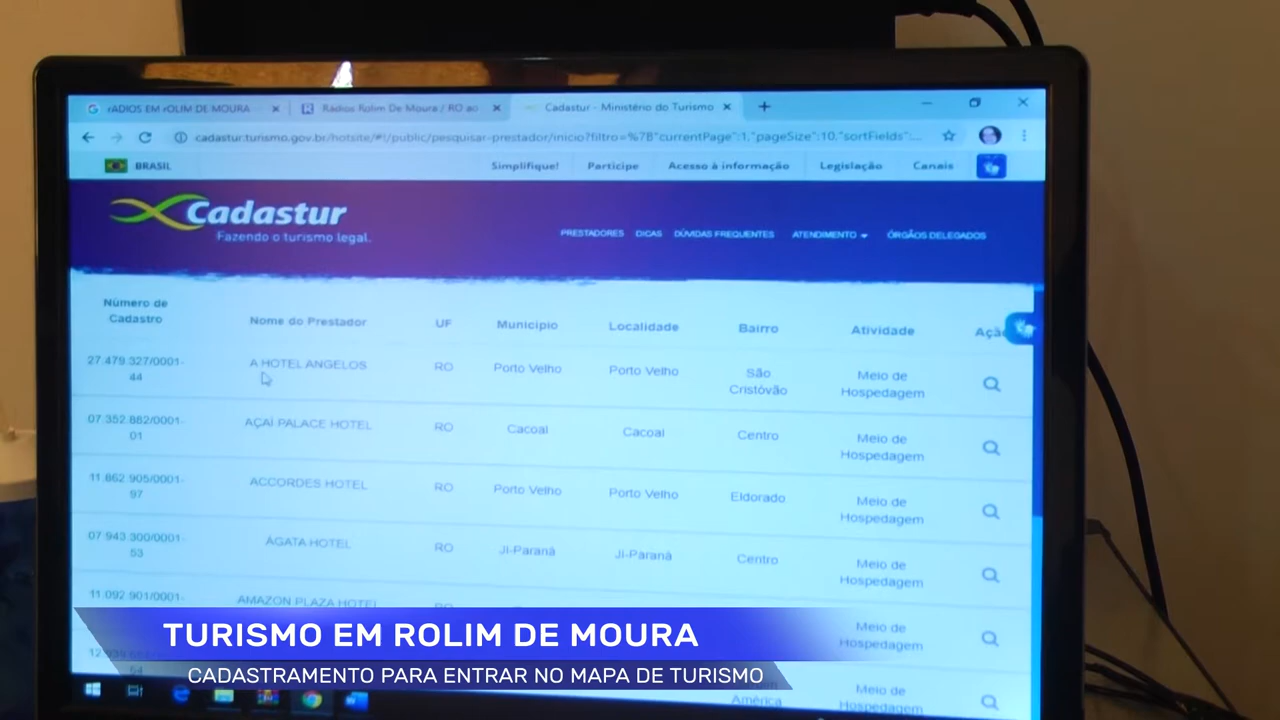 rADIOS EM rOLIM DE MOURA
Rádios Rolim De Moura / RO ao
Cadastur - Ministério do Turismo
cadastur.turismo.gov.br/hotsite/#!/public/pesquisar-prestador/inicio?filtro=%7B"currentPage":1,"pageSize":10,"sortFields":...
BRASIL
Simplifique!
Participe
Acesso à informação
Legislação
Canais
Cadastur
Fazendo o turismo legal.
PRESTADORES
DICAS
DÚVIDAS FREQUENTES
ATENDIMENTO
ÓRGÃOS DELEGADOS
Número de
Cadastro
Nome do Prestador
UF
Município
Localidade
Bairro
Atividade
27.479.327/0001-
44
A HOTEL ANGELOS
RO
Porto Velho
Porto Velho
São
Cristóvão
Meio de
Hospedagem
07.352.882/0001-
01
AÇAÍ PALACE HOTEL
RO
Cacoal
Cacoal
Centro
Meio de
Hospedagem
11.862.905/0001-
97
ACCORDES HOTEL
RO
Porto Velho
Porto Velho
Eldorado
Meio de
Hospedagem
07.943.300/0001-
53
ÁGATA HOTEL
RO
Ji-Paraná
Ji-Paraná
Centro
Meio de
Hospedagem
11.092.901/0001-
AMAZON PLAZA HOTEL
Meio de
Hospedagem
América
Meio de
Hospedagem
TURISMO EM ROLIM DE MOURA
CADASTRAMENTO PARA ENTRAR NO MAPA DE TURISMO